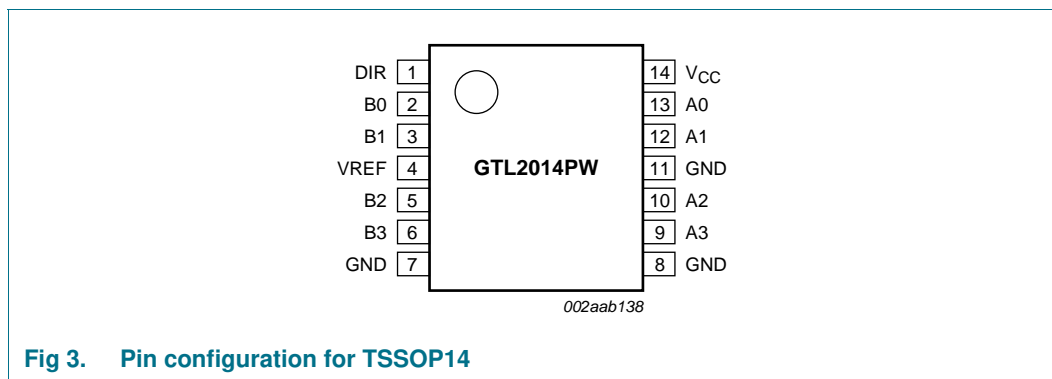 DIR 1 14 VCC
B0 2 13 A0
B1 3 12 A1
VREF 4 GTL2014PW 11 GND
B2 5 10 A2
B3 6 9 A3
GND 7 8 GND
002aab138
Fig 3. Pin configuration for TSSOP14